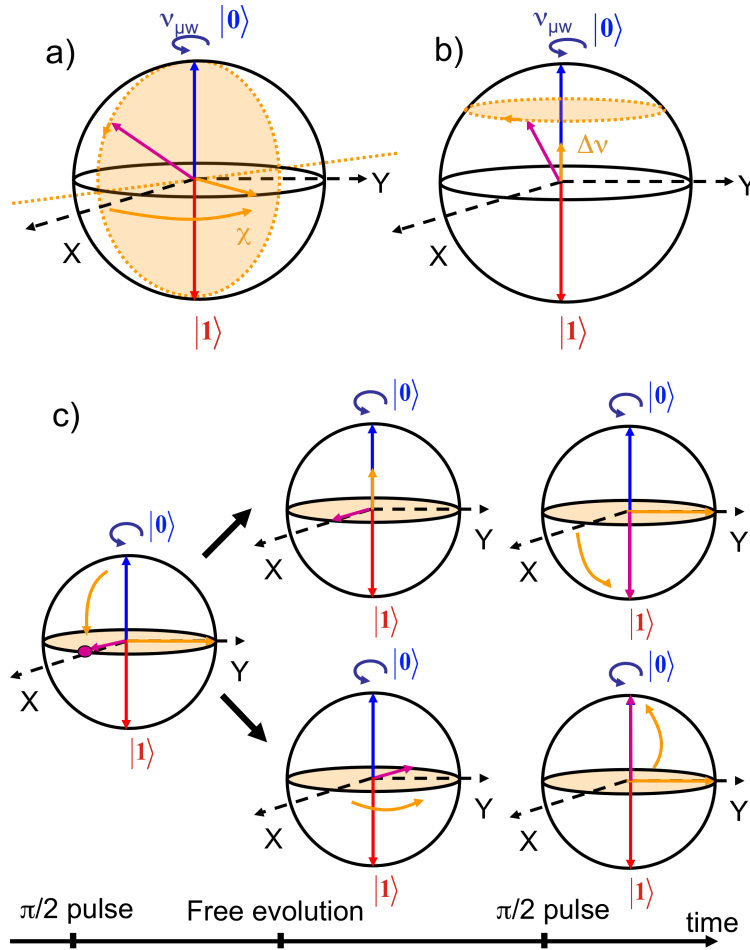 a)
ν_μw |0⟩
Y
X
χ
|1⟩
b)
ν_μw |0⟩
Δν
Y
X
|1⟩
c)
|0⟩
Y
X
|1⟩
|0⟩
Y
X
|1⟩
|0⟩
Y
X
|1⟩
|0⟩
Y
X
|1⟩
|0⟩
Y
X
|1⟩
π/2 pulse
Free evolution
π/2 pulse
time